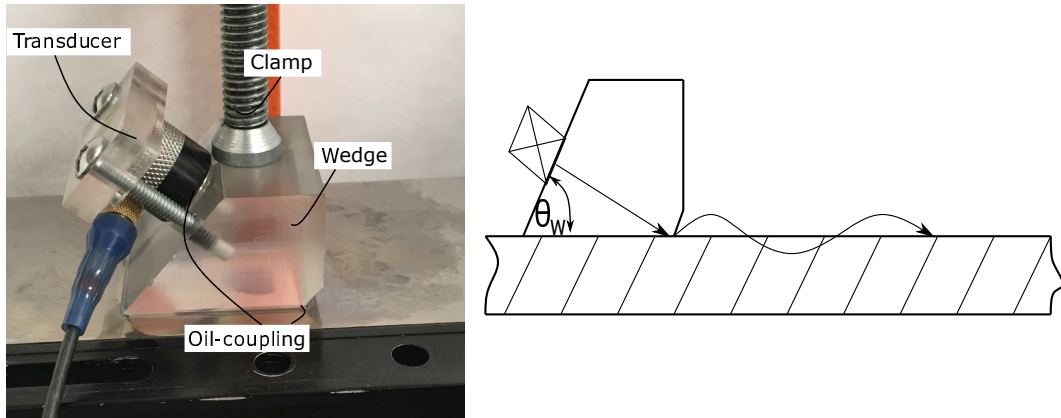 Transducer
Clamp
Wedge
Oil-coupling
θW